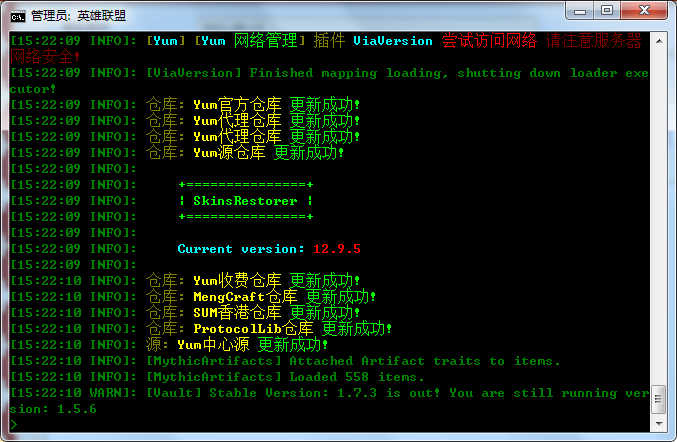 管理员: 英雄联盟
[15:22:09 INFO]: [Yum] [Yum 网络管理] 插件 ViaVersion 尝试访问网络 请注意服务器
网络安全!
[15:22:09 INFO]: [ViaVersion] Finished mapping loading, shutting down loader exe
cutor!
[15:22:09 INFO]: 仓库: Yum官方仓库 更新成功!
[15:22:09 INFO]: 仓库: Yum代理仓库 更新成功!
[15:22:09 INFO]: 仓库: Yum代理仓库 更新成功!
[15:22:09 INFO]: 仓库: Yum源仓库 更新成功!
[15:22:09 INFO]:
[15:22:09 INFO]: +===============+
[15:22:09 INFO]: ¦ SkinsRestorer ¦
[15:22:09 INFO]: +===============+
[15:22:09 INFO]:
[15:22:09 INFO]: Current version: 12.9.5
[15:22:09 INFO]:
[15:22:10 INFO]: 仓库: Yum收费仓库 更新成功!
[15:22:10 INFO]: 仓库: MengCraft仓库 更新成功!
[15:22:10 INFO]: 仓库: SUM香港仓库 更新成功!
[15:22:10 INFO]: 仓库: ProtocolLib仓库 更新成功!
[15:22:10 INFO]: 源: Yum中心源 更新成功!
[15:22:10 INFO]: [MythicArtifacts] Attached Artifact traits to items.
[15:22:10 INFO]: [MythicArtifacts] Loaded 558 items.
[15:22:10 WARN]: [Vault] Stable Version: 1.7.3 is out! You are still running ver
sion: 1.5.6
>